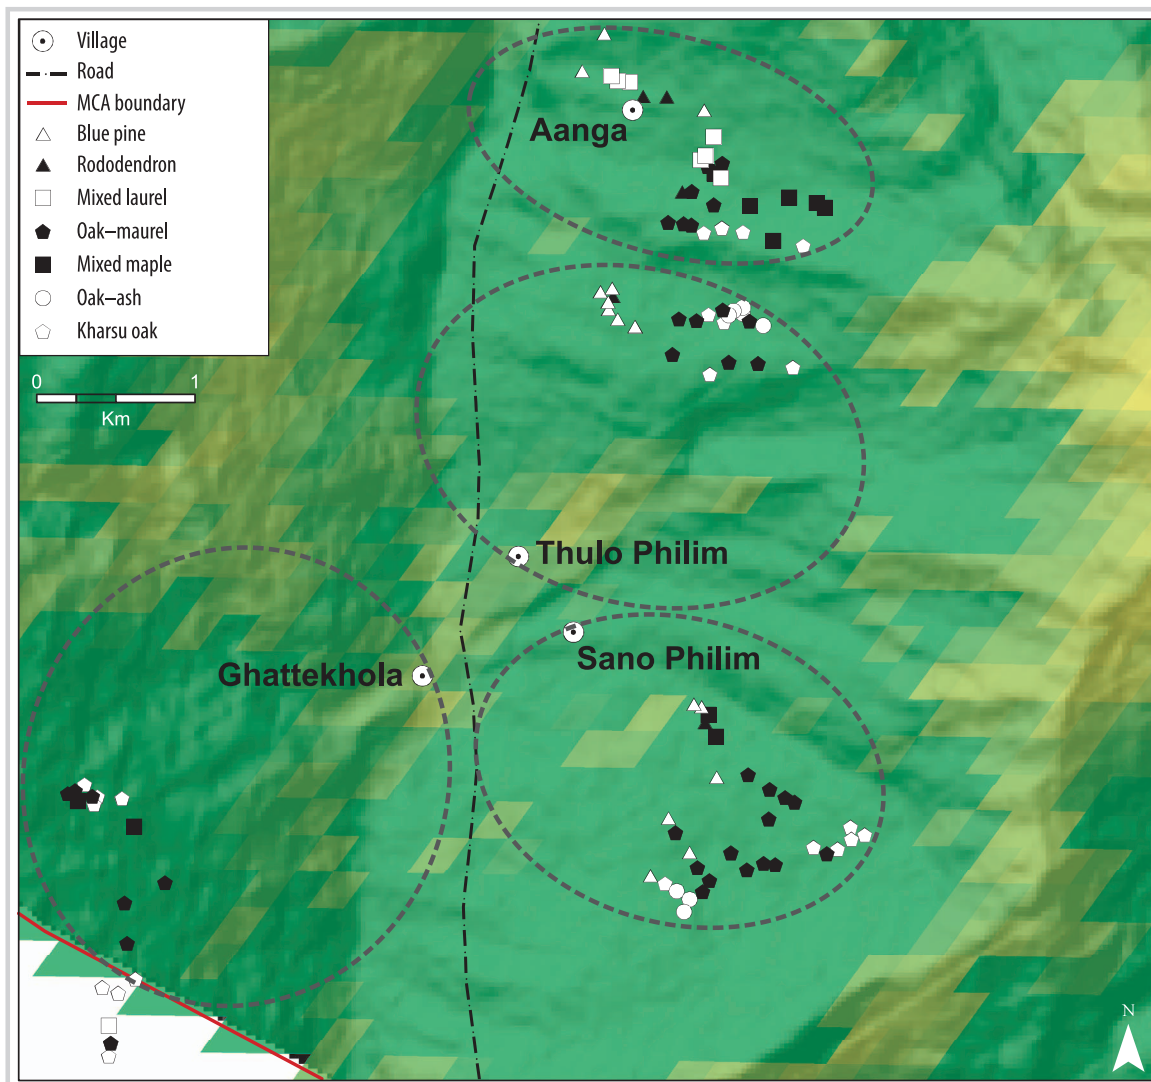 Village
Road
MCA boundary
Blue pine
Rododendron
Mixed laurel
Oak–maurel
Mixed maple
Oak–ash
Kharsu oak
0 1
Km
Aanga
Thulo Philim
Sano Philim
Ghattekhola
N